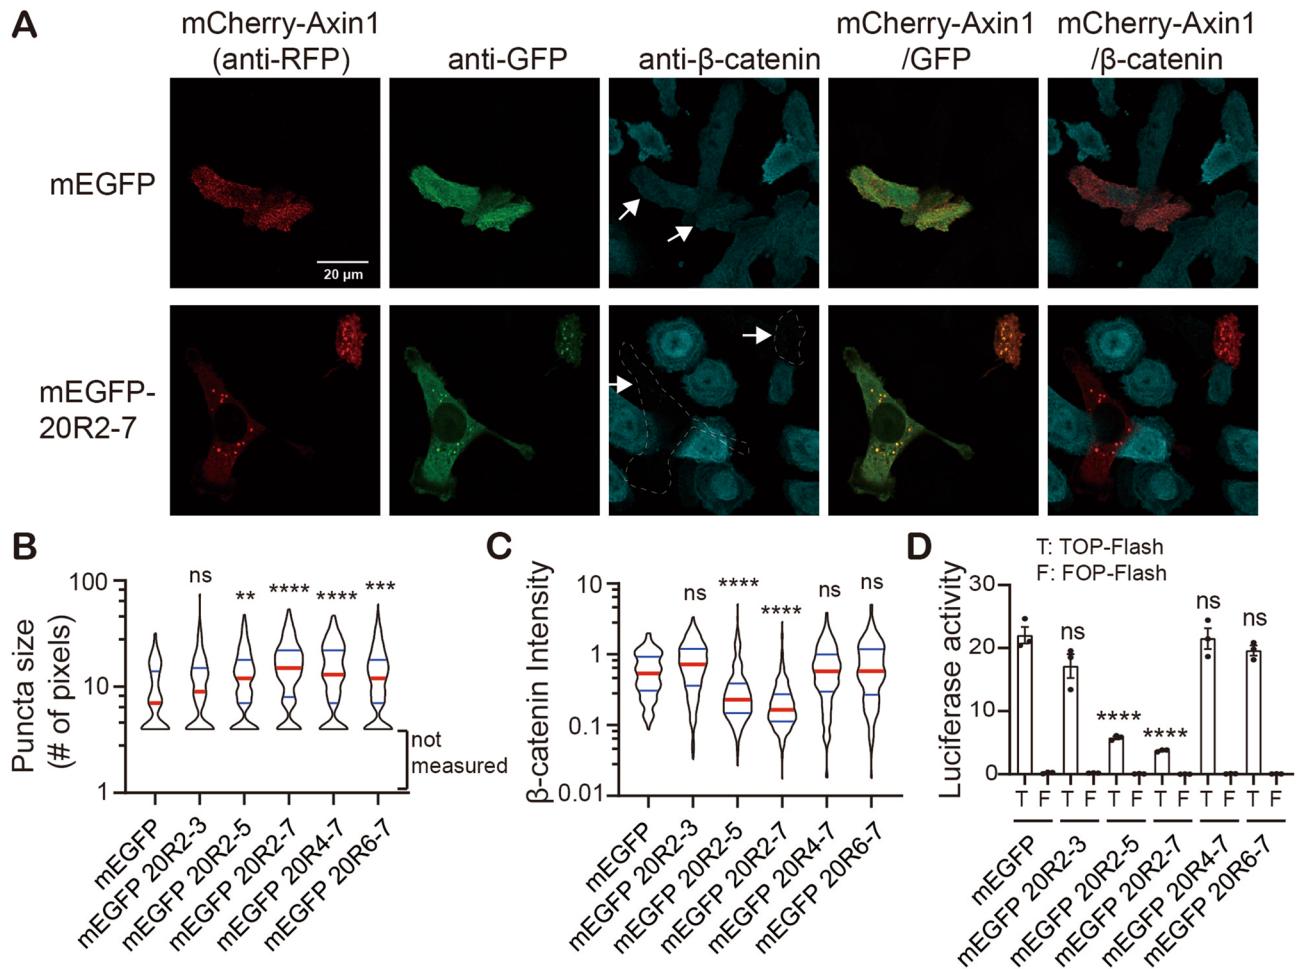 A
mCherry-Axin1
(anti-RFP)
anti-GFP
anti-β-catenin
mCherry-Axin1
/GFP
mCherry-Axin1
/β-catenin
mEGFP
20 μm
mEGFP-
20R2-7
B
Puncta size
(# of pixels)
100
10
1
ns
**
****
****
***
not
measured
mEGFP
mEGFP 20R2-3
mEGFP 20R2-5
mEGFP 20R2-7
mEGFP 20R4-7
mEGFP 20R6-7
C
β-catenin Intensity
10
1
0.1
0.01
ns
****
****
ns
ns
mEGFP
mEGFP 20R2-3
mEGFP 20R2-5
mEGFP 20R2-7
mEGFP 20R4-7
mEGFP 20R6-7
D
T: TOP-Flash
F: FOP-Flash
Luciferase activity
30
20
10
0
ns
****
****
ns
ns
T F T F T F T F T F T F
mEGFP
mEGFP 20R2-3
mEGFP 20R2-5
mEGFP 20R2-7
mEGFP 20R4-7
mEGFP 20R6-7